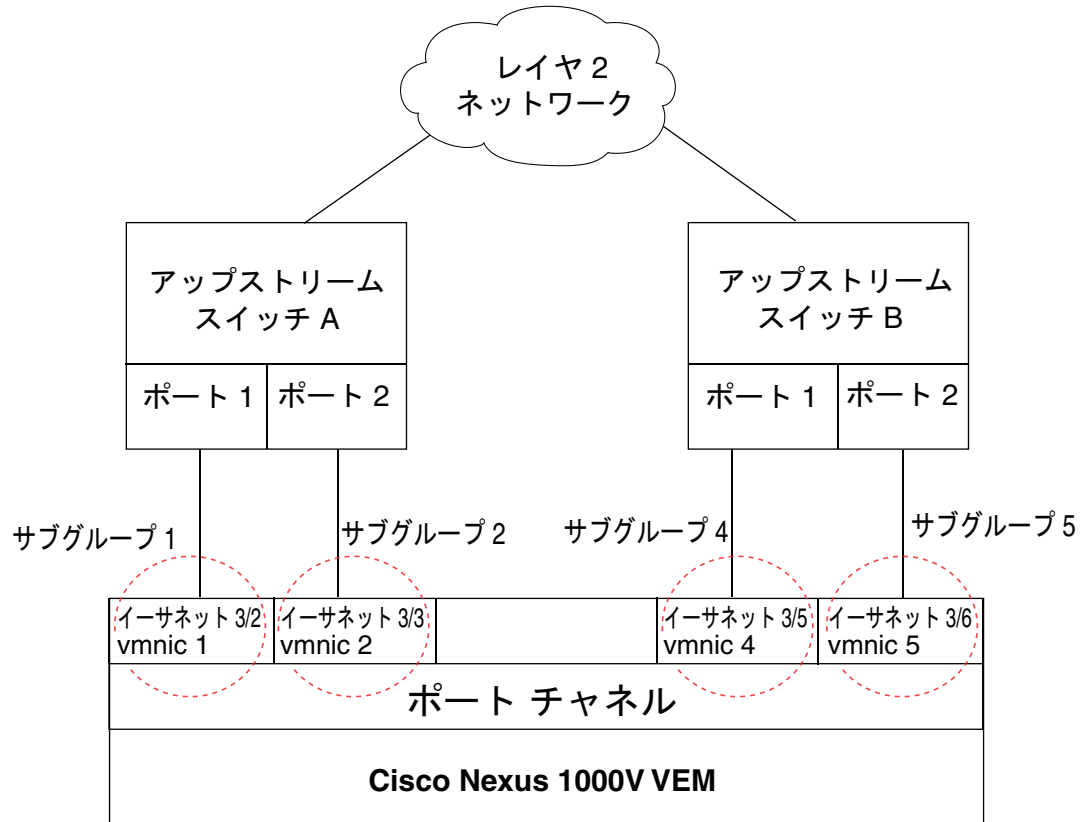 レイヤ 2
ネットワーク
アップストリーム
スイッチ A
アップストリーム
スイッチ B
ポート 1
ポート 2
ポート 1
ポート 2
サブグループ 1
サブグループ 2
サブグループ 4
サブグループ 5
イーサネット 3/2
vmnic 1
イーサネット 3/3
vmnic 2
イーサネット 3/5
vmnic 4
イーサネット 3/6
vmnic 5
ポート チャネル
Cisco Nexus 1000V VEM